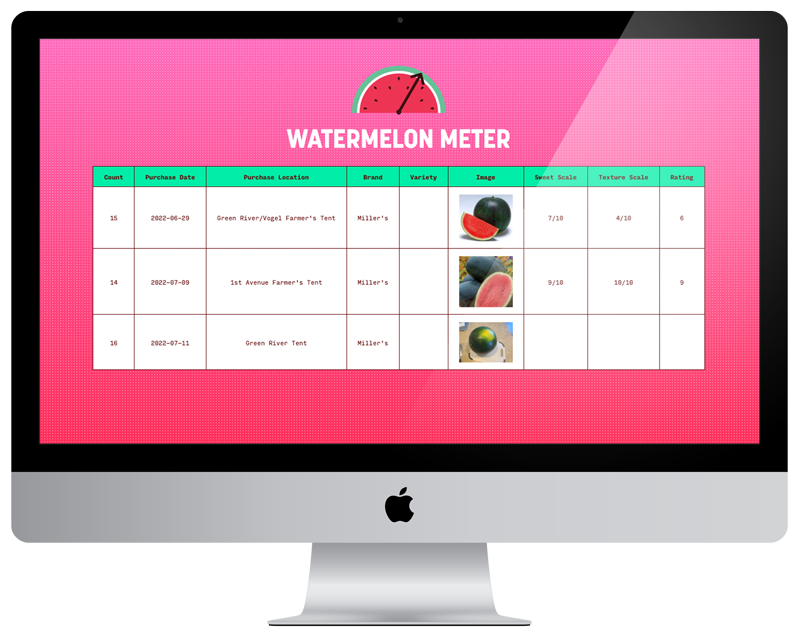 WATERMELON METER
Count Purchase Date Purchase Location Brand Variety Image Sweet Scale Texture Scale Rating
15 2022-06-29 Green River/Vogel Farmer's Tent Miller's 7/10 4/10 6
14 2022-07-09 1st Avenue Farmer's Tent Miller's 9/10 10/10 9
16 2022-07-11 Green River Tent Miller's